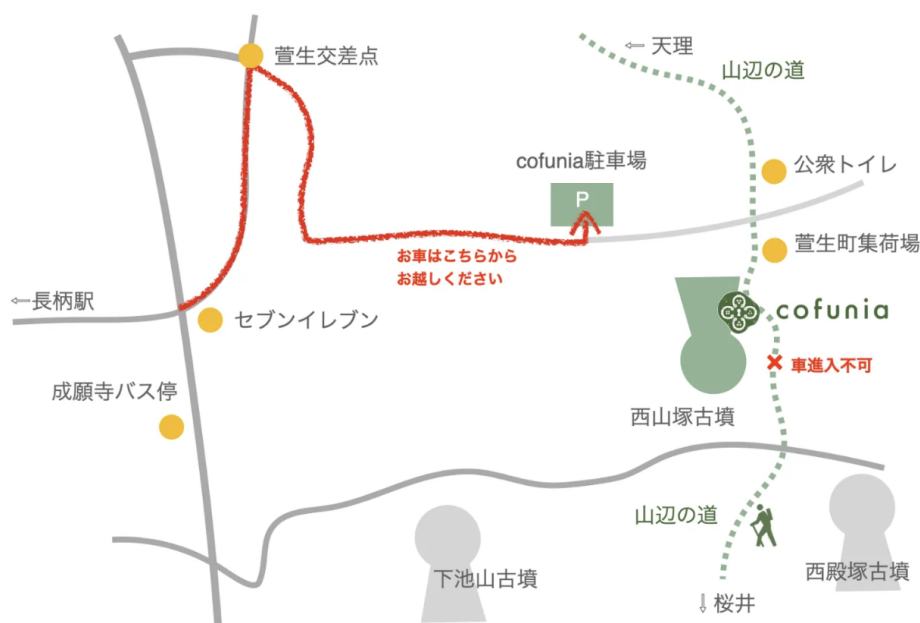 萱生交差点
← 天理
山辺の道
cofunia駐車場
P
公衆トイレ
お車はこちらから
お越しください
萱生町集荷場
←長柄駅
セブンイレブン
cofunia
車進入不可
成願寺バス停
西山塚古墳
山辺の道
下池山古墳
西殿塚古墳
↓桜井